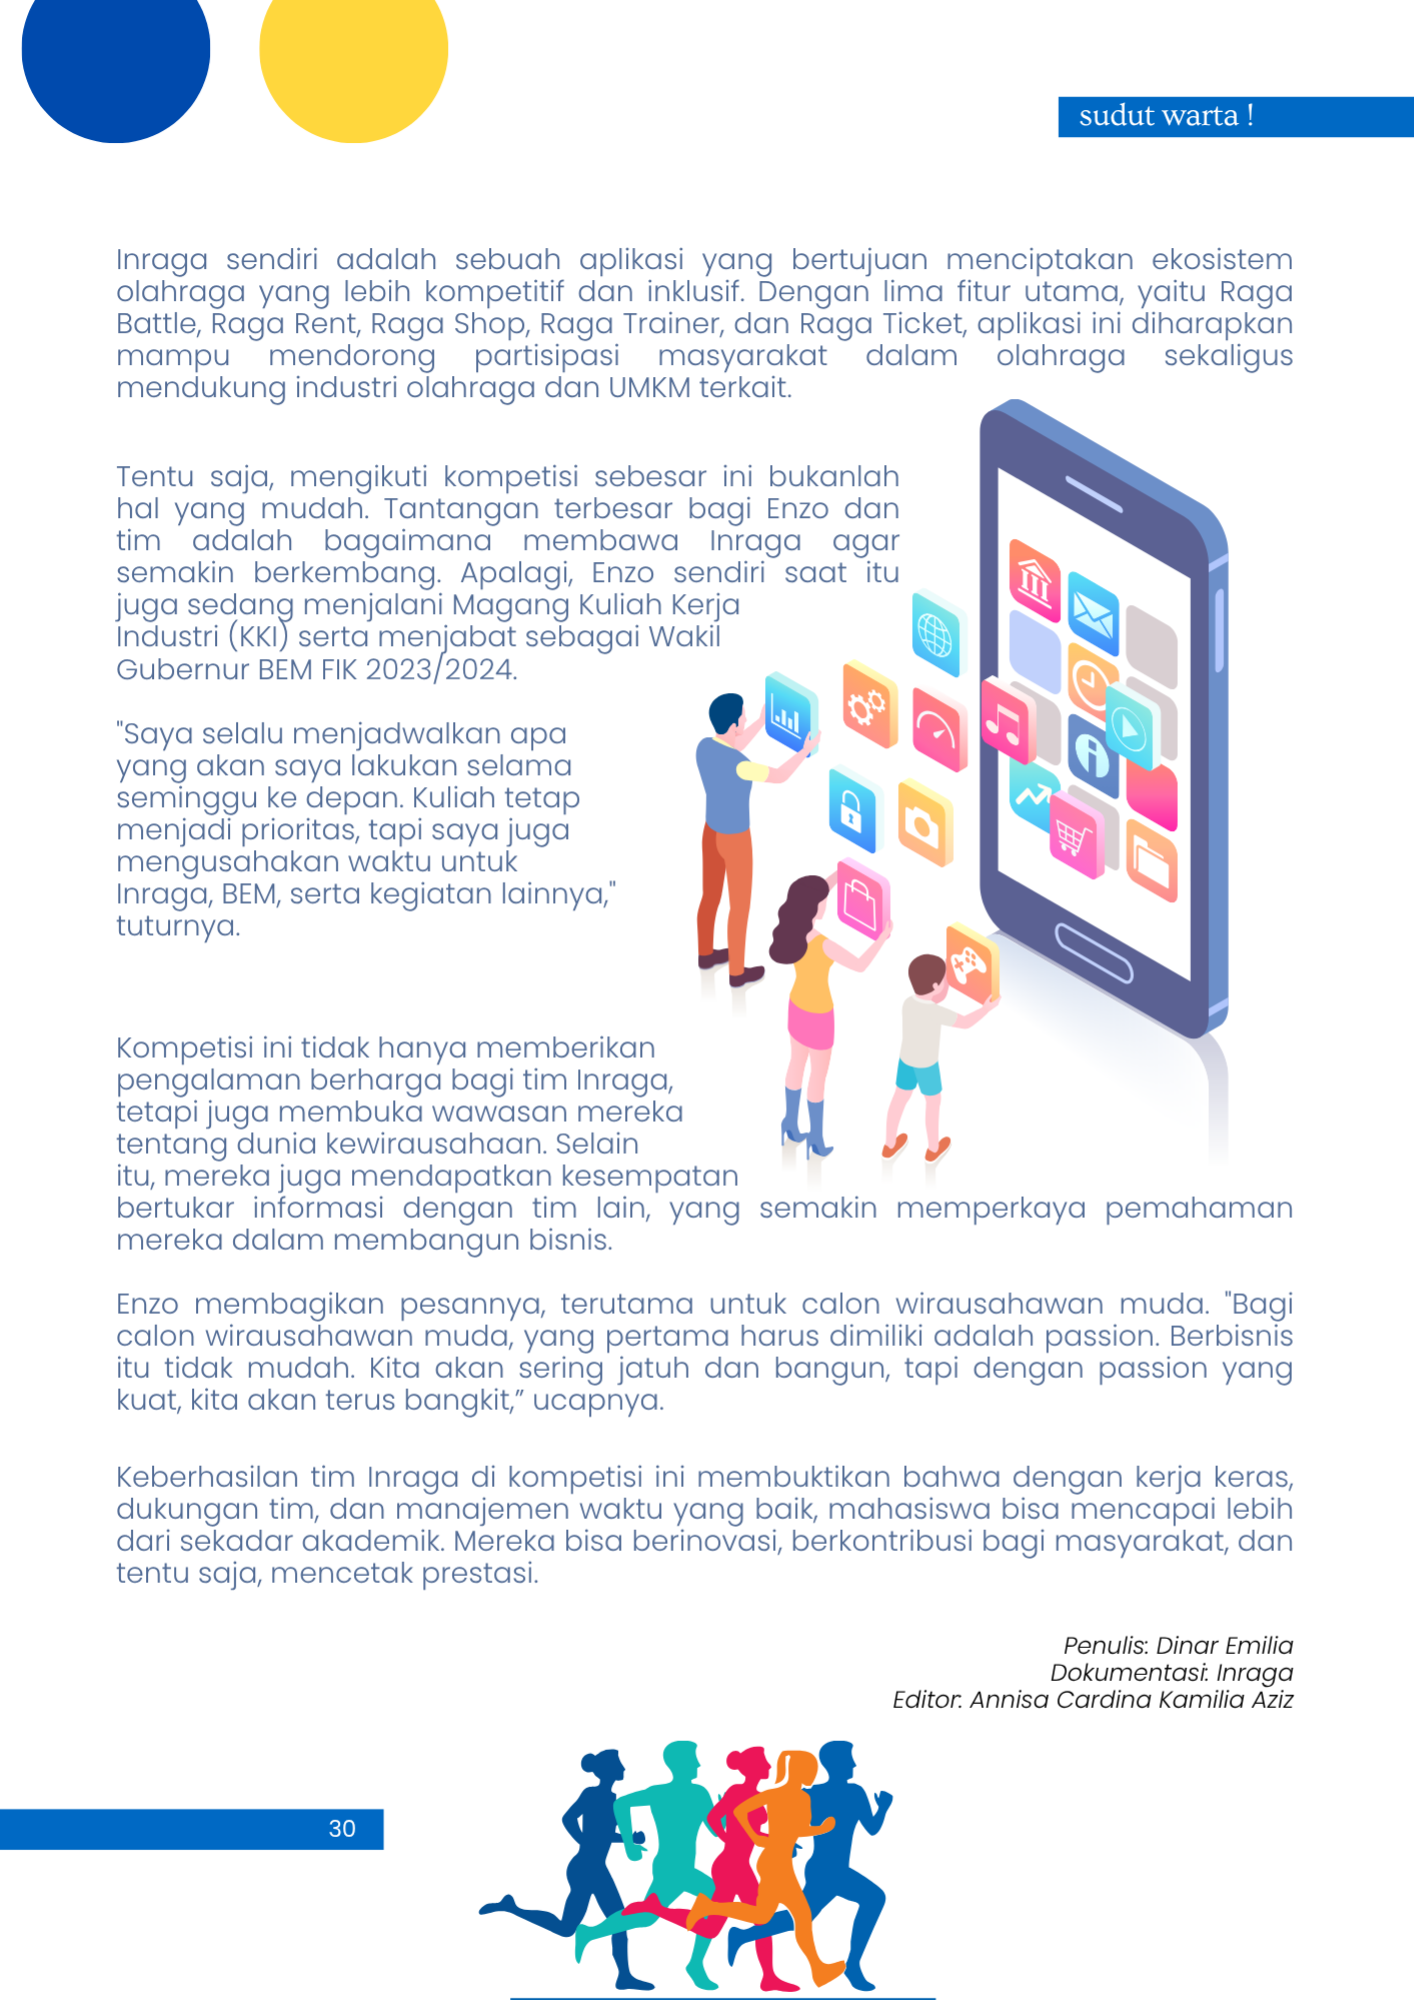 sudut warta !
Inraga sendiri adalah sebuah aplikasi yang bertujuan menciptakan ekosistem
olahraga yang lebih kompetitif dan inklusif. Dengan lima fitur utama, yaitu Raga
Battle, Raga Rent, Raga Shop, Raga Trainer, dan Raga Ticket, aplikasi ini diharapkan
mampu mendorong partisipasi masyarakat dalam olahraga sekaligus
mendukung industri olahraga dan UMKM terkait.
Tentu saja, mengikuti kompetisi sebesar ini bukanlah
hal yang mudah. Tantangan terbesar bagi Enzo dan
tim adalah bagaimana membawa Inraga agar
semakin berkembang. Apalagi, Enzo sendiri saat itu
juga sedang menjalani Magang Kuliah Kerja
Industri (KKI) serta menjabat sebagai Wakil
Gubernur BEM FIK 2023/2024.
"Saya selalu menjadwalkan apa
yang akan saya lakukan selama
seminggu ke depan. Kuliah tetap
menjadi prioritas, tapi saya juga
mengusahakan waktu untuk
Inraga, BEM, serta kegiatan lainnya,"
tuturnya.
Kompetisi ini tidak hanya memberikan
pengalaman berharga bagi tim Inraga,
tetapi juga membuka wawasan mereka
tentang dunia kewirausahaan. Selain
itu, mereka juga mendapatkan kesempatan
bertukar informasi dengan tim lain, yang semakin memperkaya pemahaman
mereka dalam membangun bisnis.
Enzo membagikan pesannya, terutama untuk calon wirausahawan muda. "Bagi
calon wirausahawan muda, yang pertama harus dimiliki adalah passion. Berbisnis
itu tidak mudah. Kita akan sering jatuh dan bangun, tapi dengan passion yang
kuat, kita akan terus bangkit,” ucapnya.
Keberhasilan tim Inraga di kompetisi ini membuktikan bahwa dengan kerja keras,
dukungan tim, dan manajemen waktu yang baik, mahasiswa bisa mencapai lebih
dari sekadar akademik. Mereka bisa berinovasi, berkontribusi bagi masyarakat, dan
tentu saja, mencetak prestasi.
Penulis: Dinar Emilia
Dokumentasi: Inraga
Editor: Annisa Cardina Kamilia Aziz
30